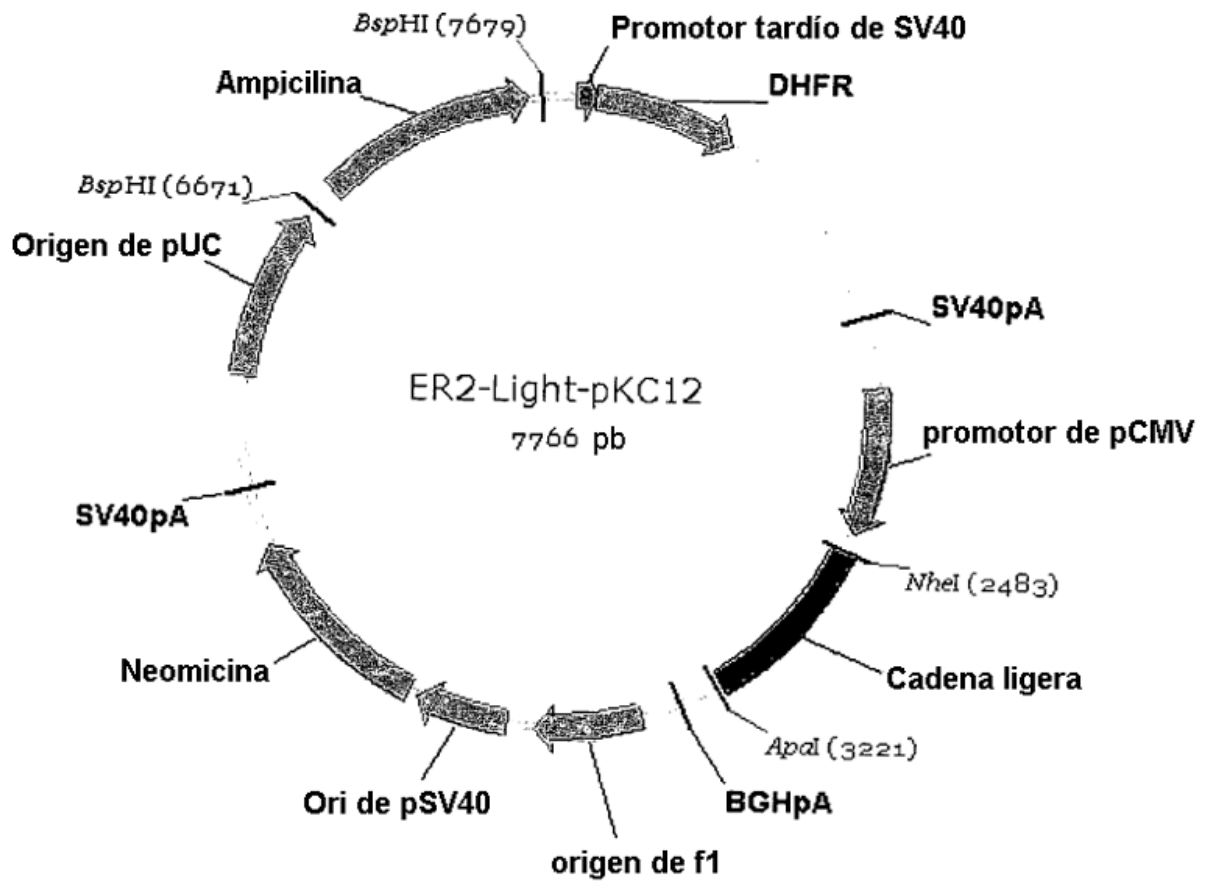 BspHI (7679)
Promotor tardío de SV40
Ampicilina
DHFR
BspHI (6671)
Origen de pUC
SV40pA
ER2-Light-pKC12
7766 pb
promotor de pCMV
SV40pA
NheI (2483)
Neomicina
Cadena ligera
ApaI (3221)
Ori de pSV40
BGHpA
origen de f1